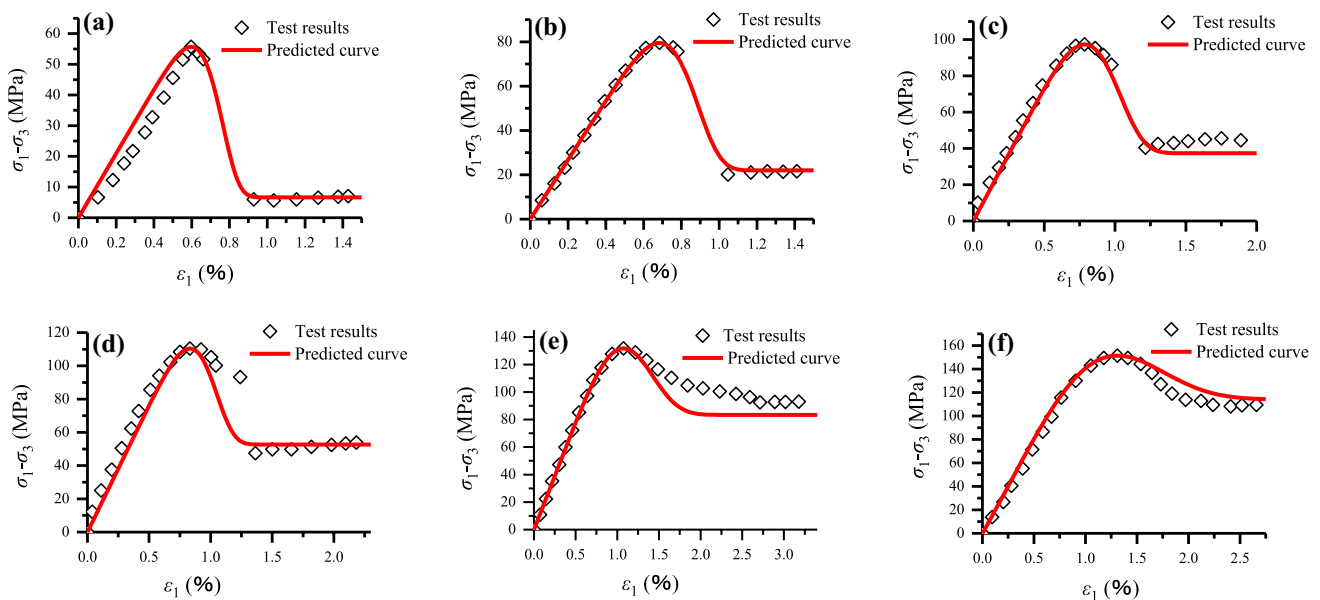 (a)
Test results
Predicted curve
σ₁-σ₃ (MPa)
60
50
40
30
20
10
0
0.0 0.2 0.4 0.6 0.8 1.0 1.2 1.4
ε₁ (%)
(b)
Test results
Predicted curve
σ₁-σ₃ (MPa)
80
60
40
20
0
0.0 0.2 0.4 0.6 0.8 1.0 1.2 1.4
ε₁ (%)
(c)
Test results
Predicted curve
σ₁-σ₃ (MPa)
100
80
60
40
20
0
0.0 0.5 1.0 1.5 2.0
ε₁ (%)
(d)
Test results
Predicted curve
σ₁-σ₃ (MPa)
120
100
80
60
40
20
0
0.0 0.5 1.0 1.5 2.0
ε₁ (%)
(e)
Test results
Predicted curve
σ₁-σ₃ (MPa)
140
120
100
80
60
40
20
0
0.0 0.5 1.0 1.5 2.0 2.5 3.0
ε₁ (%)
(f)
Test results
Predicted curve
σ₁-σ₃ (MPa)
160
140
120
100
80
60
40
20
0
0.0 0.5 1.0 1.5 2.0 2.5
ε₁ (%)